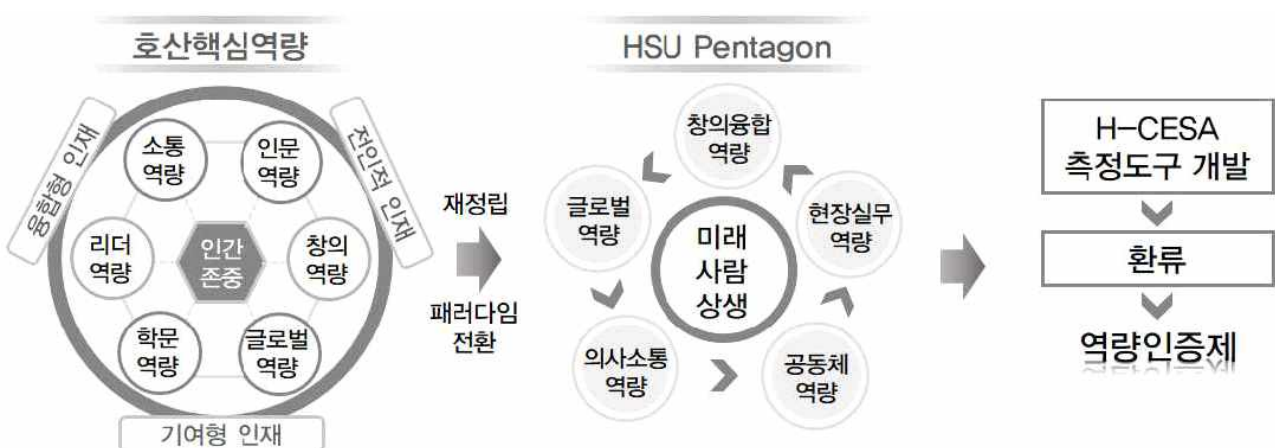 호산핵심역량
융합형 인재
전인적 인재
소통
역량
인문
역량
리더
역량
인간
존중
창의
역량
학문
역량
글로벌
역량
기여형 인재
재정립
패러다임
전환
HSU Pentagon
창의융합
역량
글로벌
역량
현장실무
역량
미래
사람
상생
의사소통
역량
공동체
역량
H-CESA
측정도구 개발
환류
역량인증제